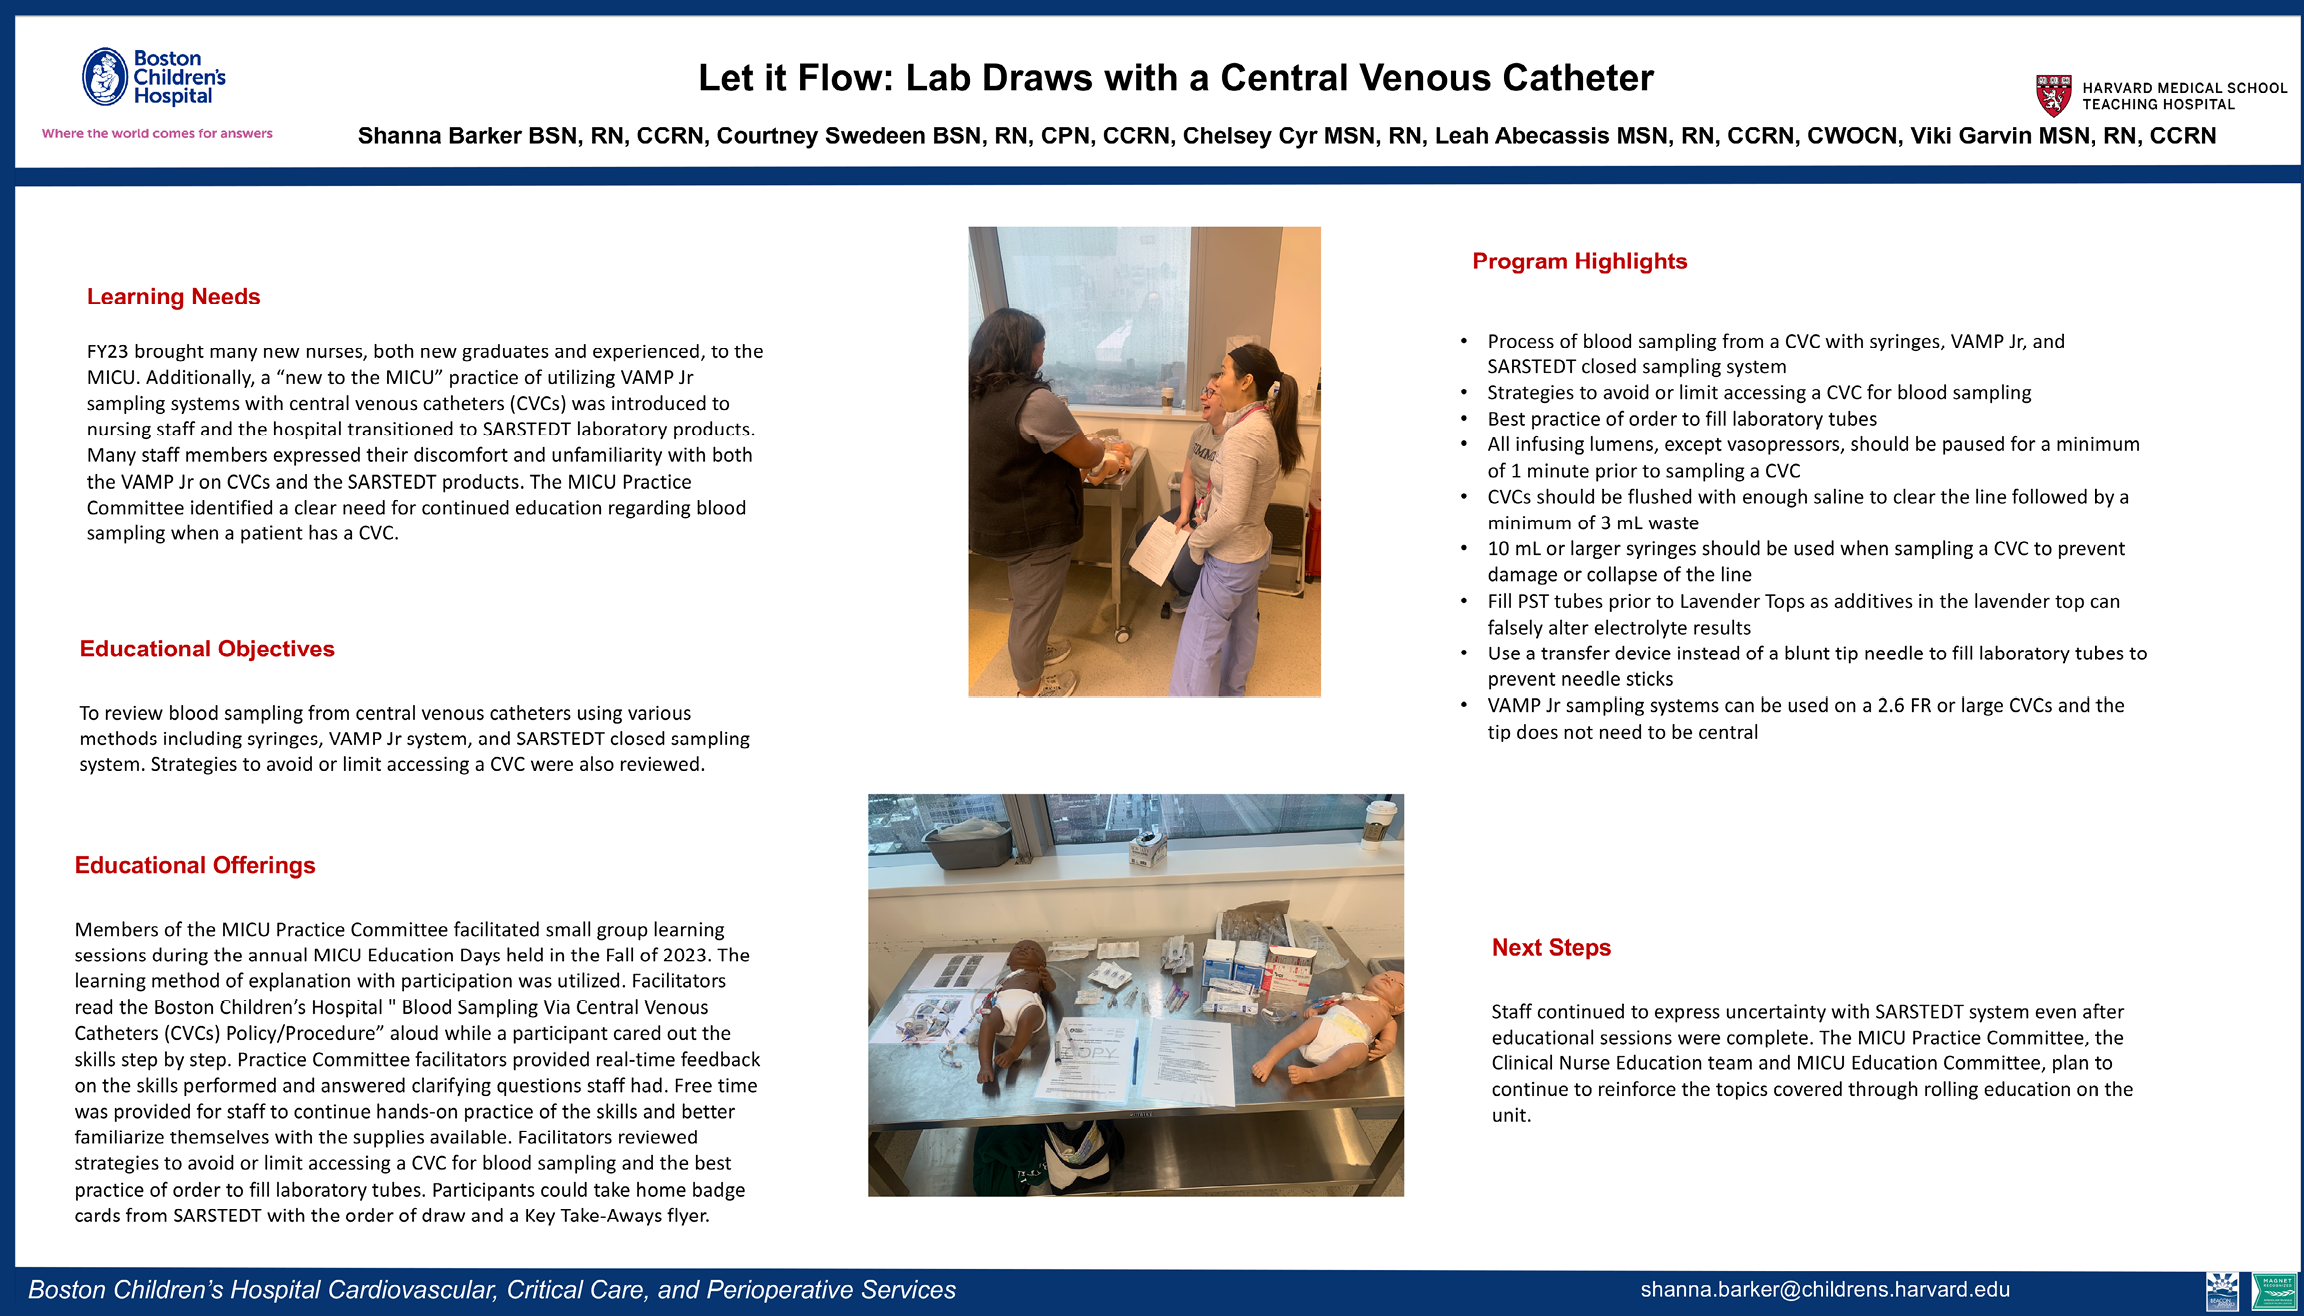 Boston
Children's
Hospital
Where the world comes for answers
Let it Flow: Lab Draws with a Central Venous Catheter
Shanna Barker BSN, RN, CCRN, Courtney Swedeen BSN, RN, CPN, CCRN, Chelsey Cyr MSN, RN, Leah Abecassis MSN, RN, CCRN, CWOCN, Viki Garvin MSN, RN, CCRN
HARVARD MEDICAL SCHOOL
TEACHING HOSPITAL
Learning Needs
FY23 brought many new nurses, both new graduates and experienced, to the
MICU. Additionally, a “new to the MICU” practice of utilizing VAMP Jr
sampling systems with central venous catheters (CVCs) was introduced to
nursing staff and the hospital transitioned to SARSTEDT laboratory products.
Many staff members expressed their discomfort and unfamiliarity with both
the VAMP Jr on CVCs and the SARSTEDT products. The MICU Practice
Committee identified a clear need for continued education regarding blood
sampling when a patient has a CVC.
Educational Objectives
To review blood sampling from central venous catheters using various
methods including syringes, VAMP Jr system, and SARSTEDT closed sampling
system. Strategies to avoid or limit accessing a CVC were also reviewed.
Educational Offerings
Members of the MICU Practice Committee facilitated small group learning
sessions during the annual MICU Education Days held in the Fall of 2023. The
learning method of explanation with participation was utilized. Facilitators
read the Boston Children’s Hospital " Blood Sampling Via Central Venous
Catheters (CVCs) Policy/Procedure” aloud while a participant cared out the
skills step by step. Practice Committee facilitators provided real-time feedback
on the skills performed and answered clarifying questions staff had. Free time
was provided for staff to continue hands-on practice of the skills and better
familiarize themselves with the supplies available. Facilitators reviewed
strategies to avoid or limit accessing a CVC for blood sampling and the best
practice of order to fill laboratory tubes. Participants could take home badge
cards from SARSTEDT with the order of draw and a Key Take-Aways flyer.
COPY
Program Highlights
• Process of blood sampling from a CVC with syringes, VAMP Jr, and
SARSTEDT closed sampling system
• Strategies to avoid or limit accessing a CVC for blood sampling
• Best practice of order to fill laboratory tubes
• All infusing lumens, except vasopressors, should be paused for a minimum
of 1 minute prior to sampling a CVC
• CVCs should be flushed with enough saline to clear the line followed by a
minimum of 3 mL waste
• 10 mL or larger syringes should be used when sampling a CVC to prevent
damage or collapse of the line
• Fill PST tubes prior to Lavender Tops as additives in the lavender top can
falsely alter electrolyte results
• Use a transfer device instead of a blunt tip needle to fill laboratory tubes to
prevent needle sticks
• VAMP Jr sampling systems can be used on a 2.6 FR or large CVCs and the
tip does not need to be central
Next Steps
Staff continued to express uncertainty with SARSTEDT system even after
educational sessions were complete. The MICU Practice Committee, the
Clinical Nurse Education team and MICU Education Committee, plan to
continue to reinforce the topics covered through rolling education on the
unit.
Boston Children’s Hospital Cardiovascular, Critical Care, and Perioperative Services
shanna.barker@childrens.harvard.edu
BEACON
MAGNET
RECOGNIZED